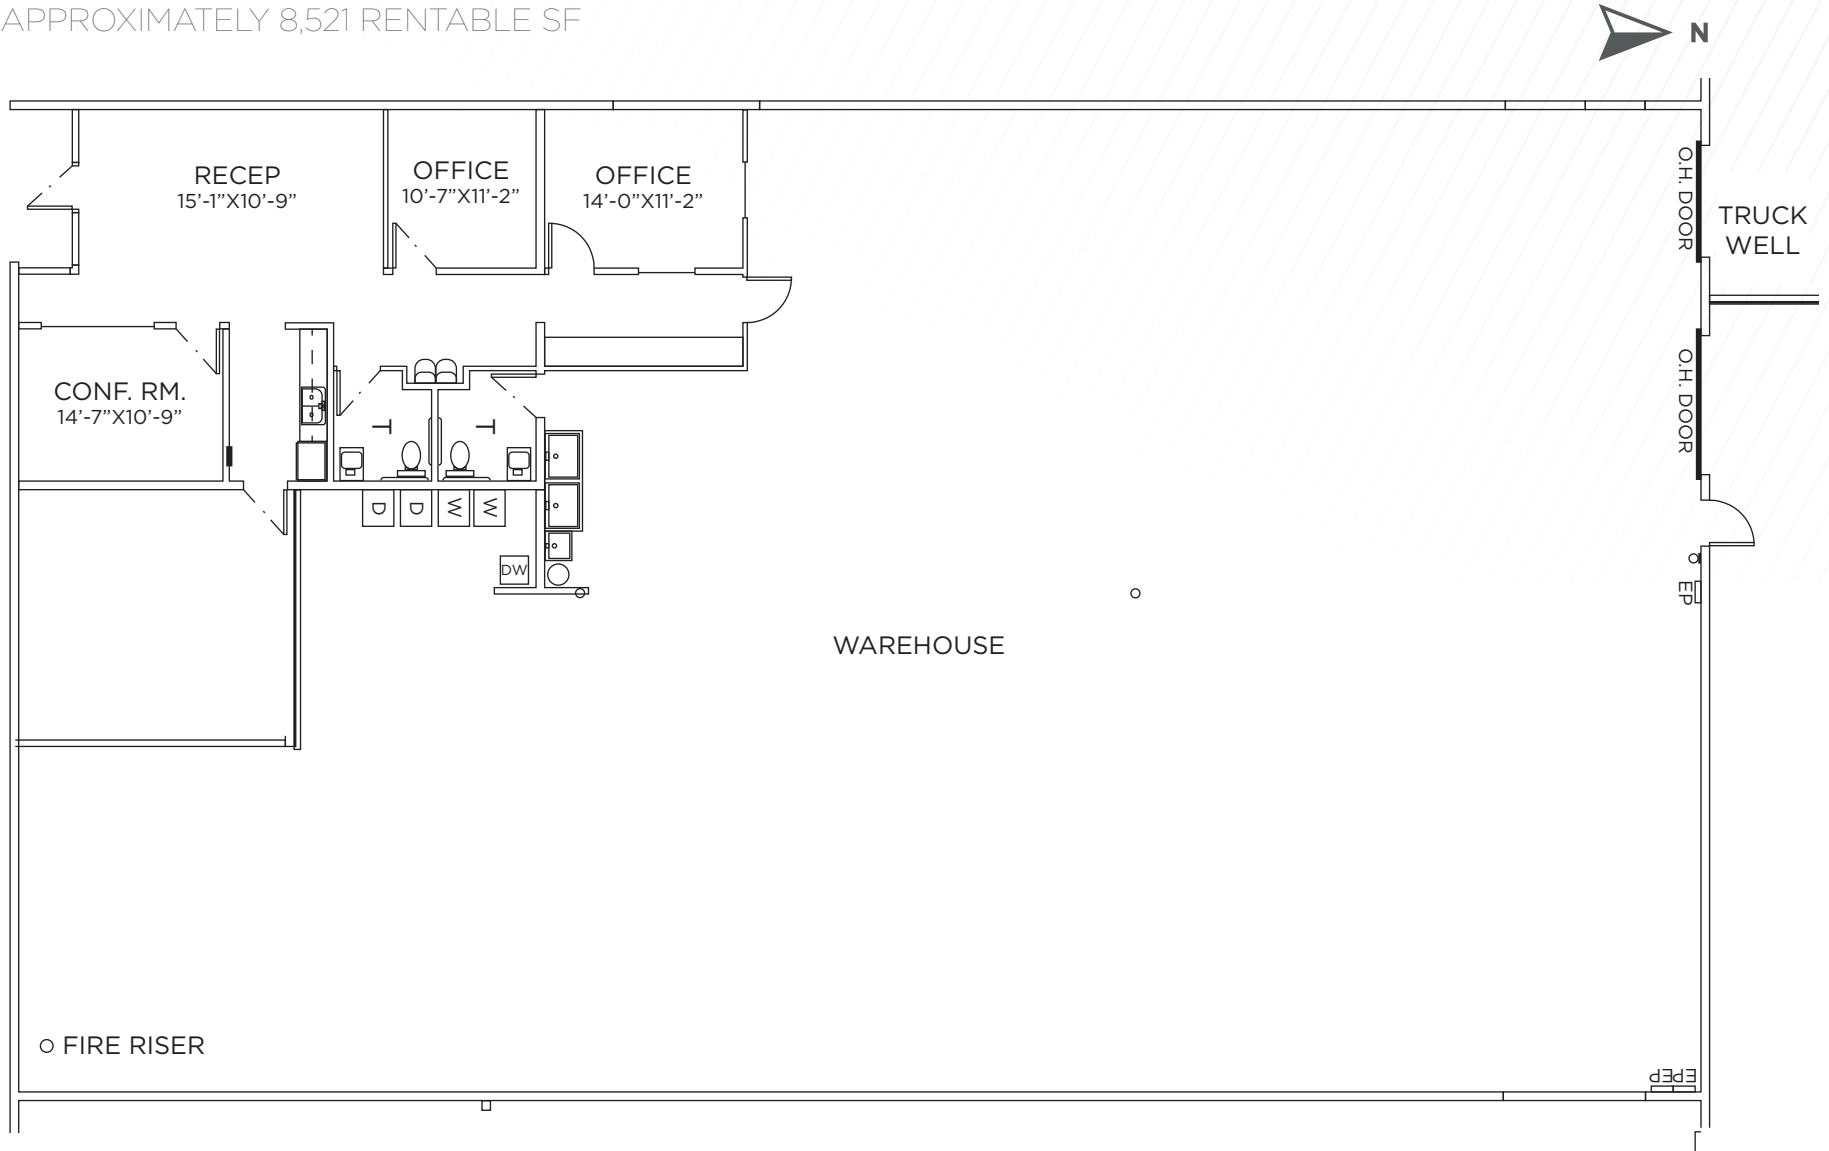 APPROXIMATELY 8,521 RENTABLE SF
N
RECEP
15'-1"X10'-9"
OFFICE
10'-7"X11'-2"
OFFICE
14'-0"X11'-2"
O.H. DOOR
TRUCK
WELL
CONF. RM.
14'-7"X10'-9"
O.H. DOOR
T
T
D
D
W
W
DW
EP
WAREHOUSE
FIRE RISER
EPEP